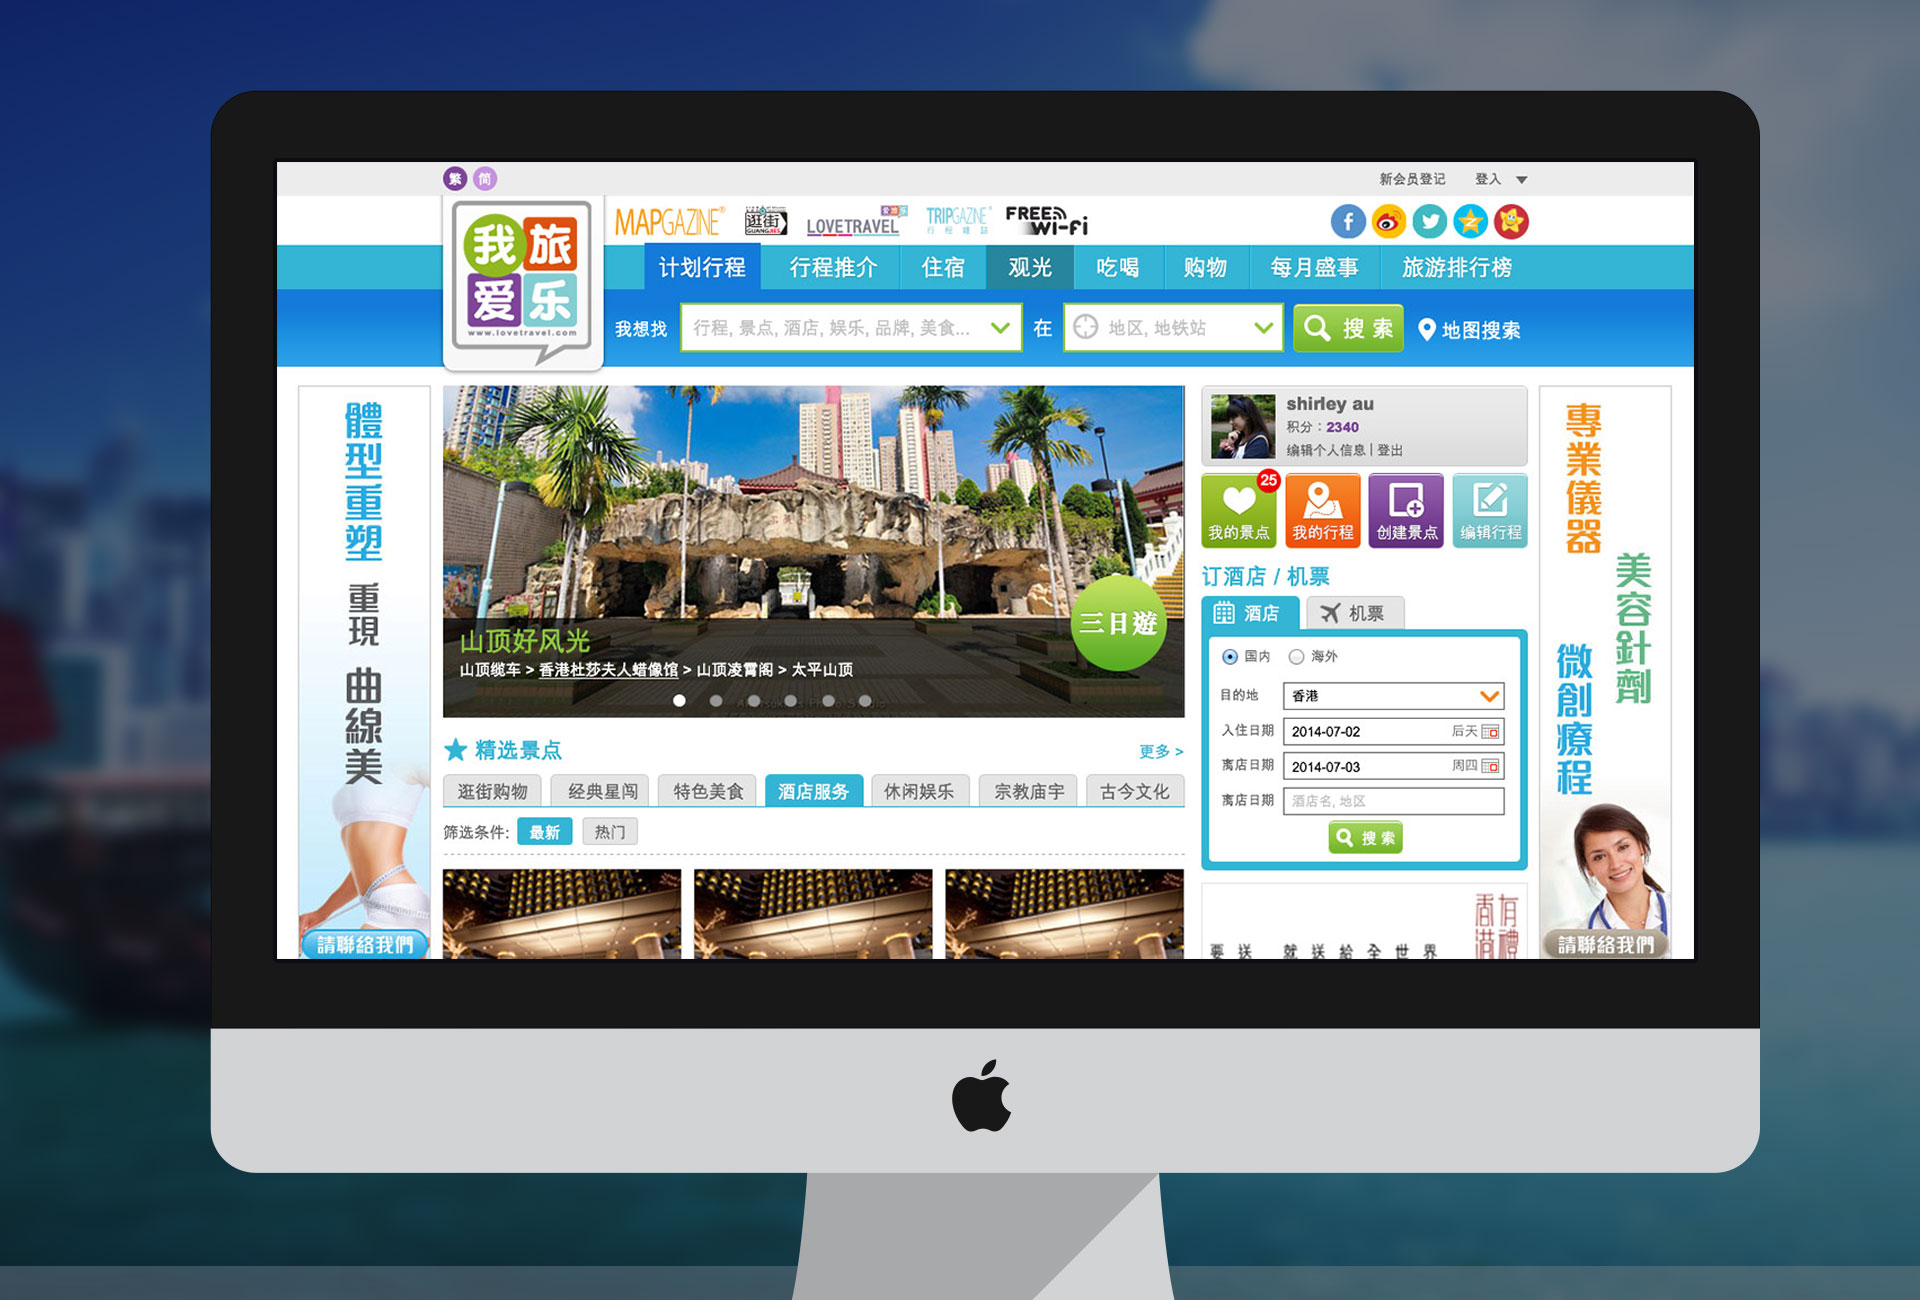 繁 简
新会员登记 登入
我旅
爱乐
www.lovetravel.com
MAPGAZINE® 逛街 GUANGJIES LOVETRAVEL 爱旅乐 TRIPGAZINE® FREE Wi-Fi
行程雜誌
计划行程 行程推介 住宿 观光 吃喝 购物 每月盛事 旅游排行榜
我想找 行程, 景点, 酒店, 娱乐, 品牌, 美食... 在 地区, 地铁站 搜索 地图搜索
體型重塑
重現
曲線美
請聯絡我們
三日遊
山顶好风光
山顶缆车 > 香港杜莎夫人蜡像馆 > 山顶凌霄阁 > 太平山顶
精选景点 更多 >
逛街购物 经典星闯 特色美食 酒店服务 休闲娱乐 宗教庙宇 古今文化
筛选条件: 最新 热门
shirley au
积分：2340
编辑个人信息 | 登出
25
我的景点 我的行程 创建景点 编辑行程
订酒店 / 机票
酒店 机票
国内 海外
目的地 香港
入住日期 2014-07-02 后天
离店日期 2014-07-03 周四
离店日期 酒店名, 地区
搜索
香港有禮
要送 就送給全世界
專業儀器
美容針劑
微創療程
請聯絡我們